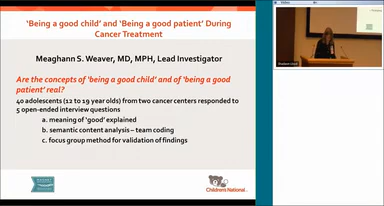 'Being a good child' and 'Being a good patient' During
Cancer Treatment
Meaghann S. Weaver, MD, MPH, Lead Investigator
Are the concepts of 'being a good child' and of 'being a good
patient' real?
40 adolescents (12 to 19 year olds) from two cancer centers responded to
5 open-ended interview questions
a. meaning of 'good' explained
b. semantic content analysis – team coding
c. focus group method for validation of findings
Children's National